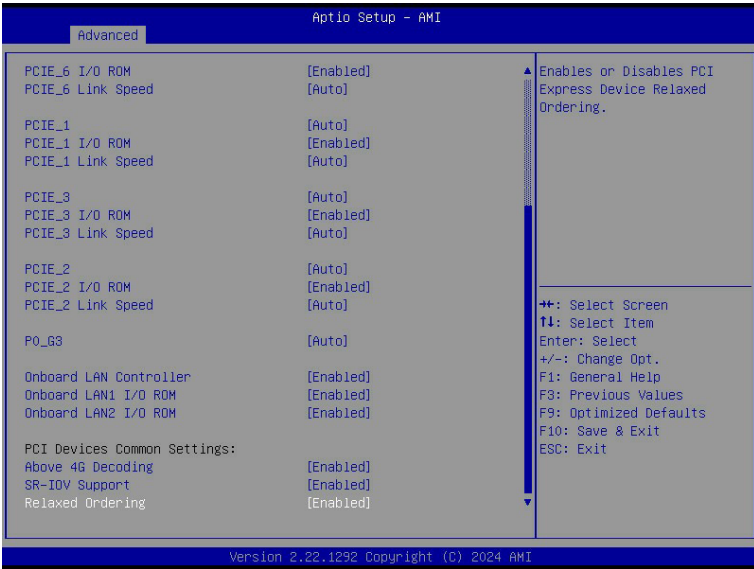 Aptio Setup – AMI
Advanced
PCIE_6 I/O ROM [Enabled]
PCIE_6 Link Speed [Auto]
PCIE_1 [Auto]
PCIE_1 I/O ROM [Enabled]
PCIE_1 Link Speed [Auto]
PCIE_3 [Auto]
PCIE_3 I/O ROM [Enabled]
PCIE_3 Link Speed [Auto]
PCIE_2 [Auto]
PCIE_2 I/O ROM [Enabled]
PCIE_2 Link Speed [Auto]
P0_G3 [Auto]
Onboard LAN Controller [Enabled]
Onboard LAN1 I/O ROM [Enabled]
Onboard LAN2 I/O ROM [Enabled]
PCI Devices Common Settings:
Above 4G Decoding [Enabled]
SR-IOV Support [Enabled]
Relaxed Ordering [Enabled]
Enables or Disables PCI
Express Device Relaxed
Ordering.
→←: Select Screen
↑↓: Select Item
Enter: Select
+/-: Change Opt.
F1: General Help
F3: Previous Values
F9: Optimized Defaults
F10: Save & Exit
ESC: Exit
Version 2.22.1292 Copyright (C) 2024 AMI